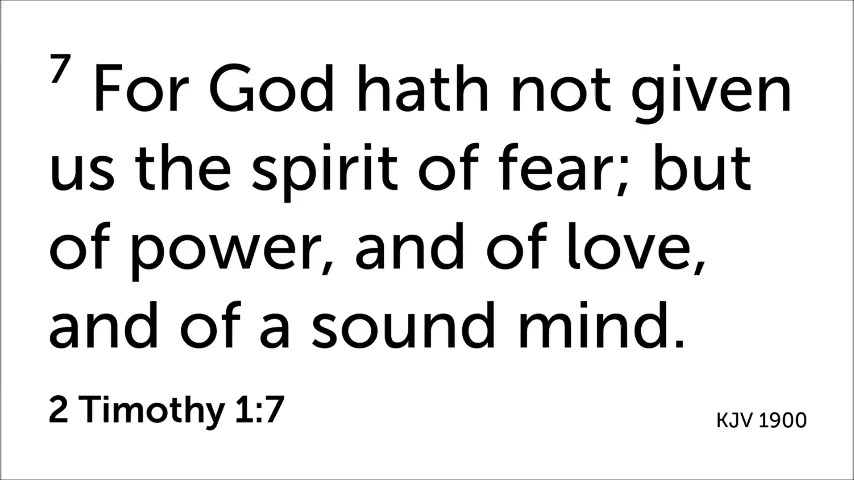 ⁷ For God hath not given
us the spirit of fear; but
of power, and of love,
and of a sound mind.
2 Timothy 1:7
KJV 1900